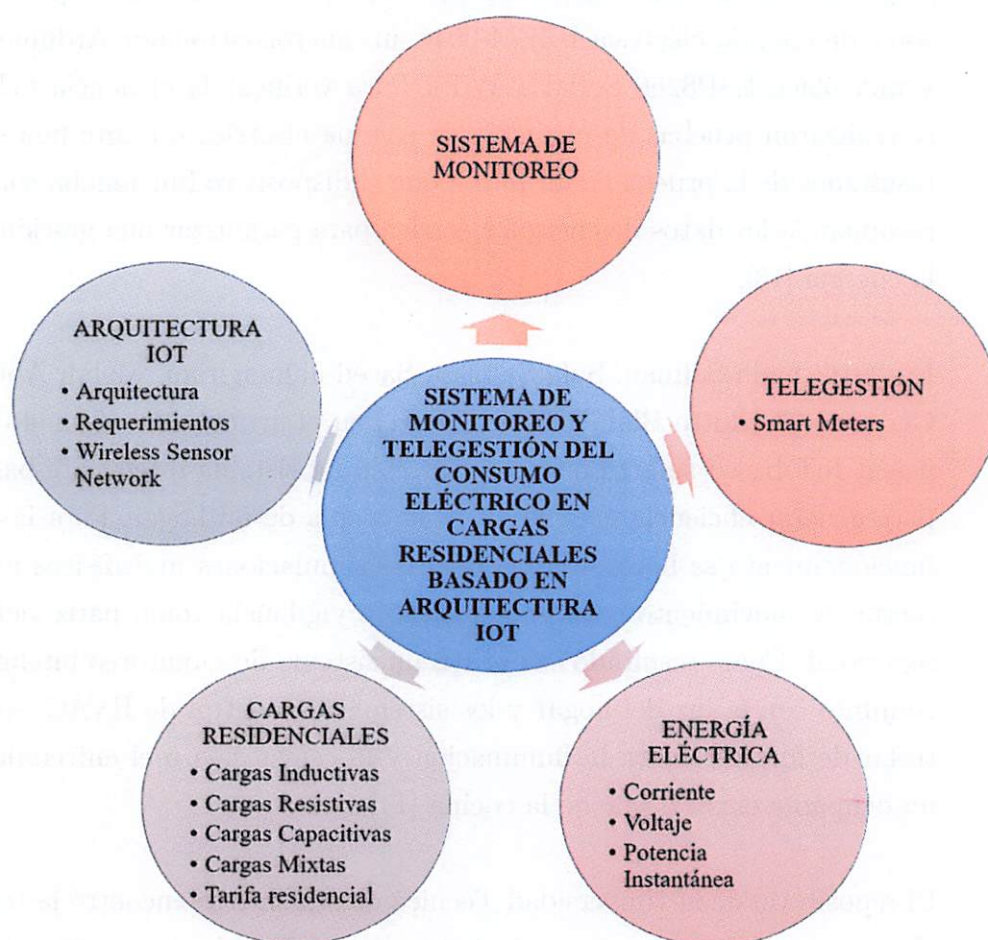 SISTEMA DE
MONITOREO
ARQUITECTURA
IOT
• Arquitectura
• Requerimientos
• Wireless Sensor
Network
SISTEMA DE
MONITOREO Y
TELEGESTIÓN DEL
CONSUMO
ELÉCTRICO EN
CARGAS
RESIDENCIALES
BASADO EN
ARQUITECTURA
IOT
TELEGESTIÓN
• Smart Meters
CARGAS
RESIDENCIALES
• Cargas Inductivas
• Cargas Resistivas
• Cargas Capacitivas
• Cargas Mixtas
• Tarifa residencial
ENERGÍA
ELÉCTRICA
• Corriente
• Voltaje
• Potencia
Instantánea